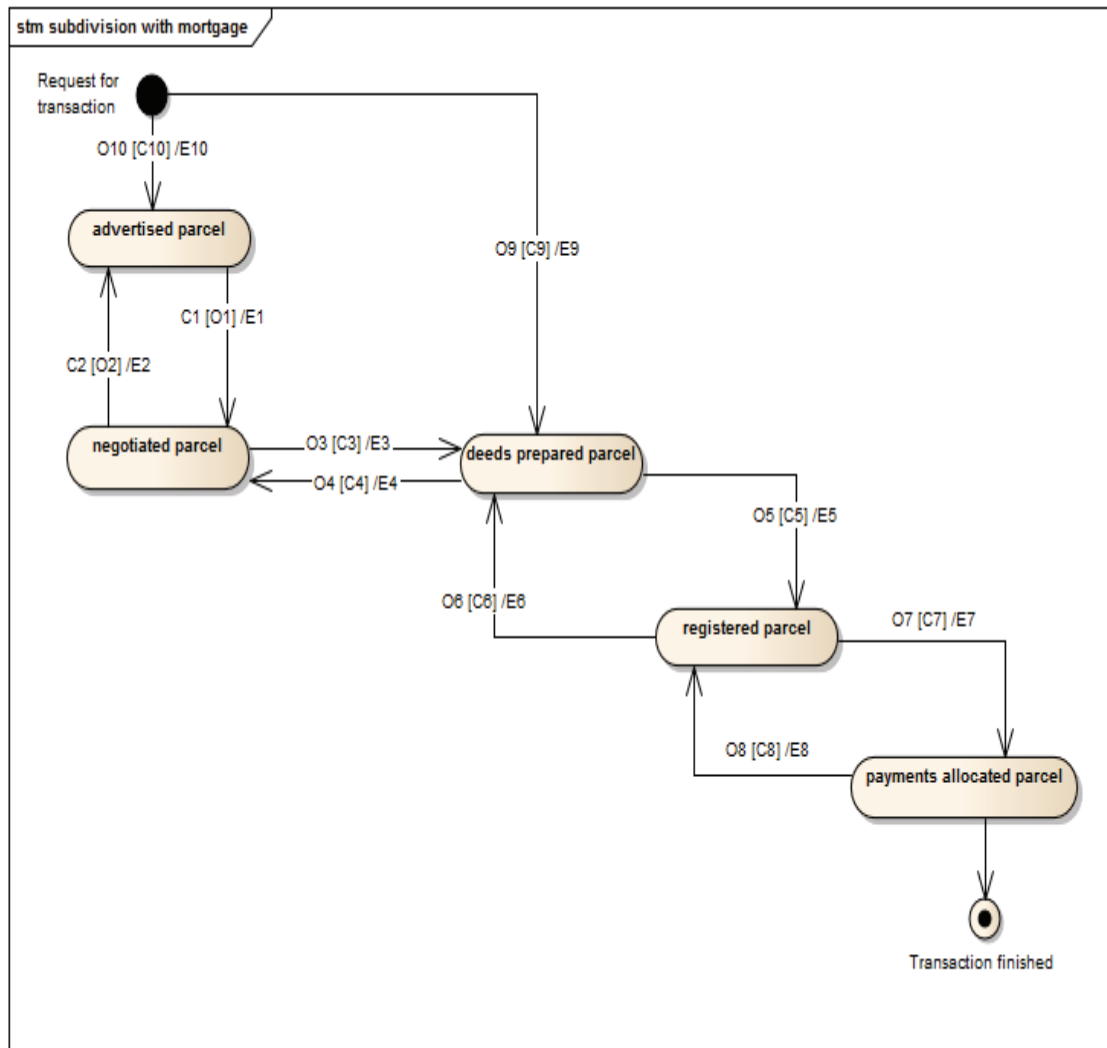 stm subdivision with mortgage
Request for
transaction
O10 [C10] /E10
advertised parcel
O9 [C9] /E9
C1 [O1] /E1
C2 [O2] /E2
negotiated parcel
O3 [C3] /E3
deeds prepared parcel
O4 [C4] /E4
O5 [C5] /E5
O6 [C6] /E6
registered parcel
O7 [C7] /E7
O8 [C8] /E8
payments allocated parcel
Transaction finished